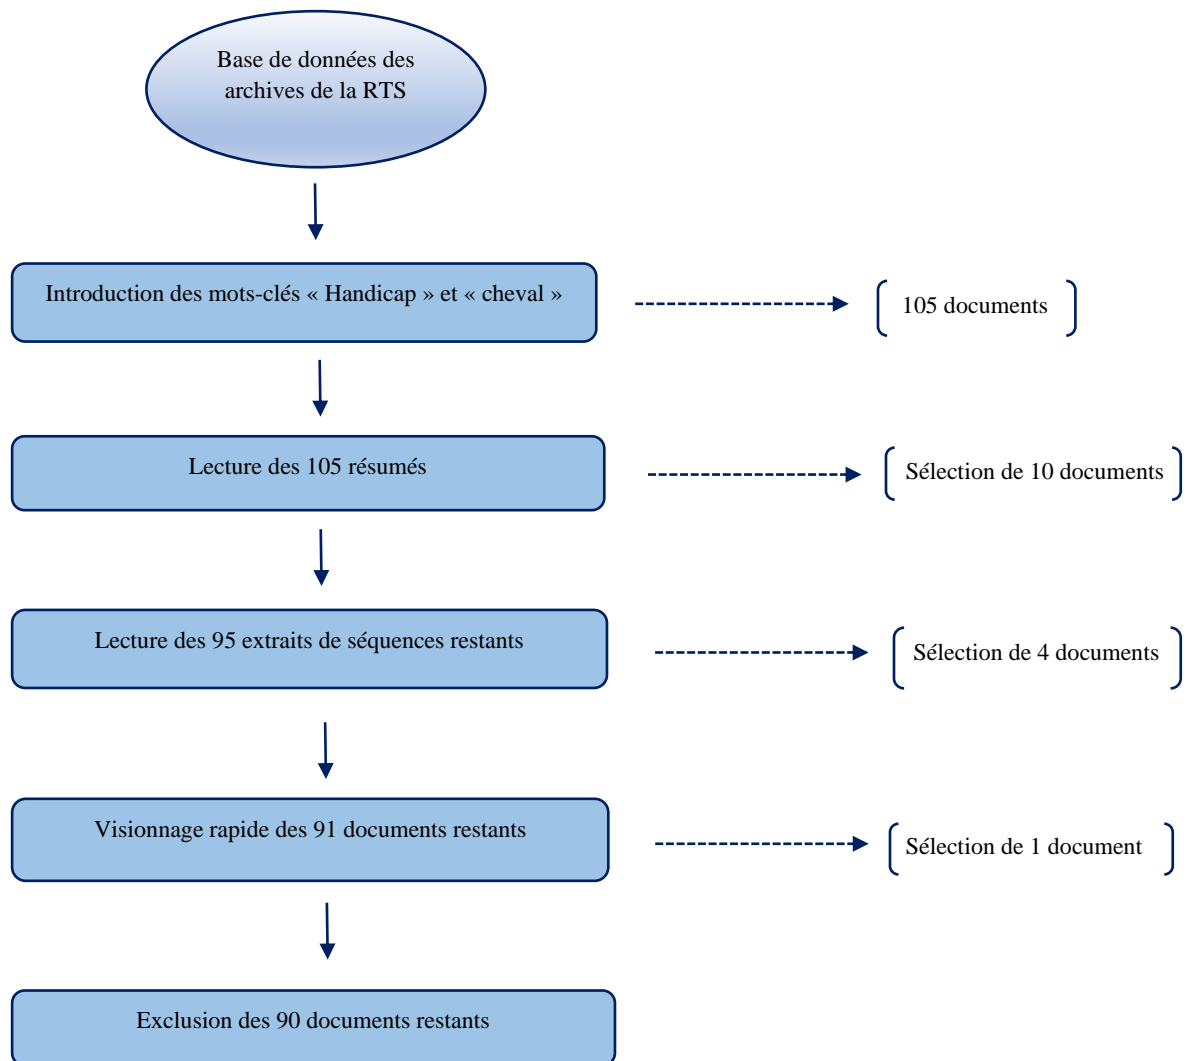 Base de données des
archives de la RTS
Introduction des mots-clés « Handicap » et « cheval »
105 documents
Lecture des 105 résumés
Sélection de 10 documents
Lecture des 95 extraits de séquences restants
Sélection de 4 documents
Visionnage rapide des 91 documents restants
Sélection de 1 document
Exclusion des 90 documents restants